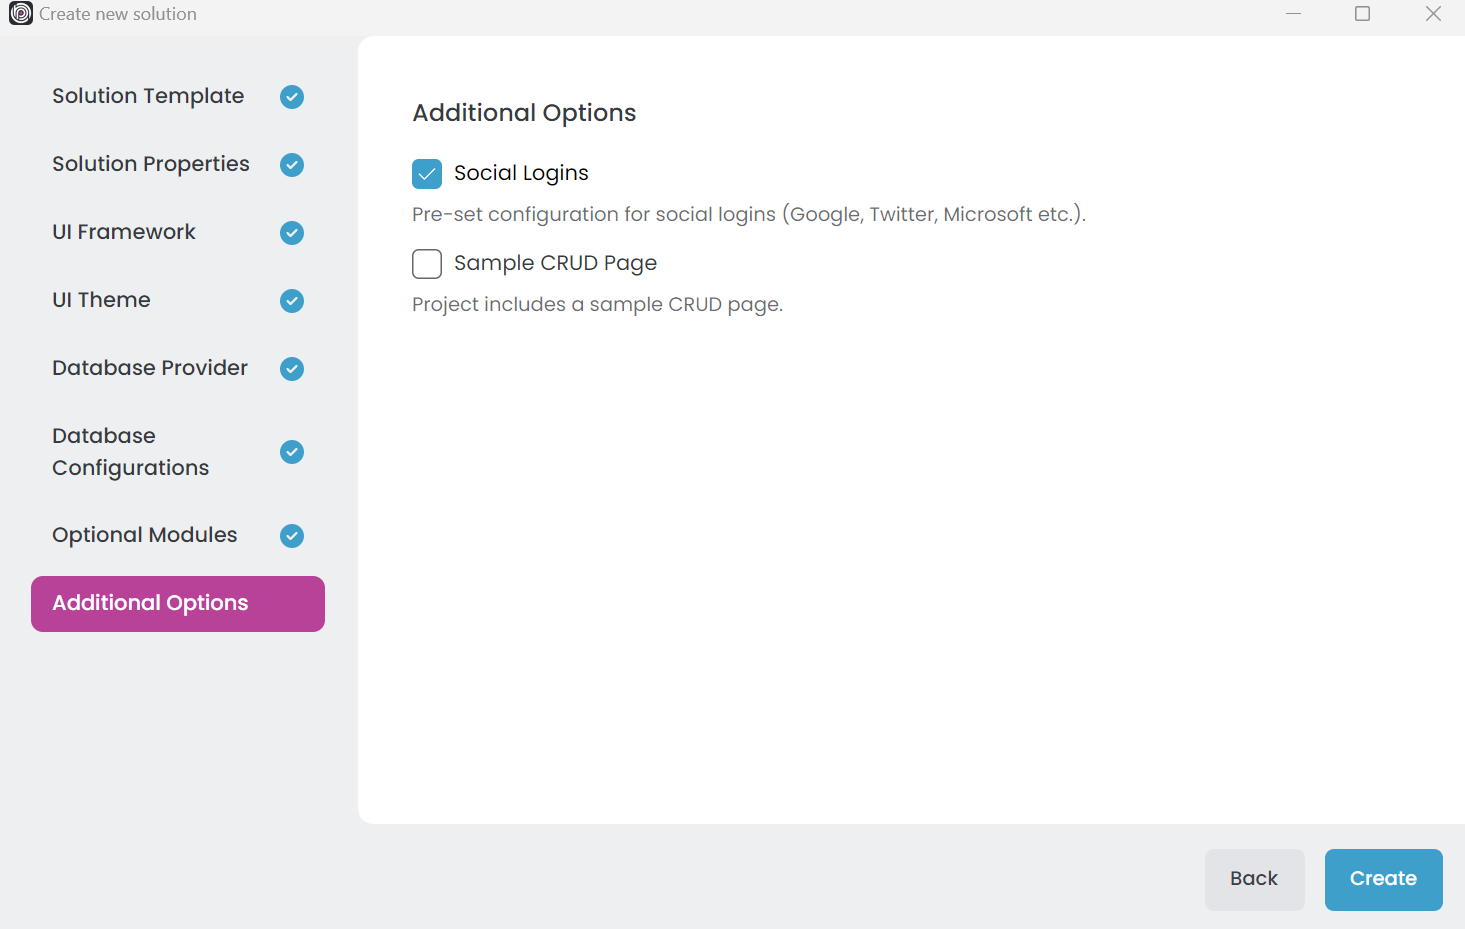 Create new solution
Solution Template
Solution Properties
UI Framework
UI Theme
Database Provider
Database
Configurations
Optional Modules
Additional Options
Additional Options
Social Logins
Pre-set configuration for social logins (Google, Twitter, Microsoft etc.).
Sample CRUD Page
Project includes a sample CRUD page.
Back
Create